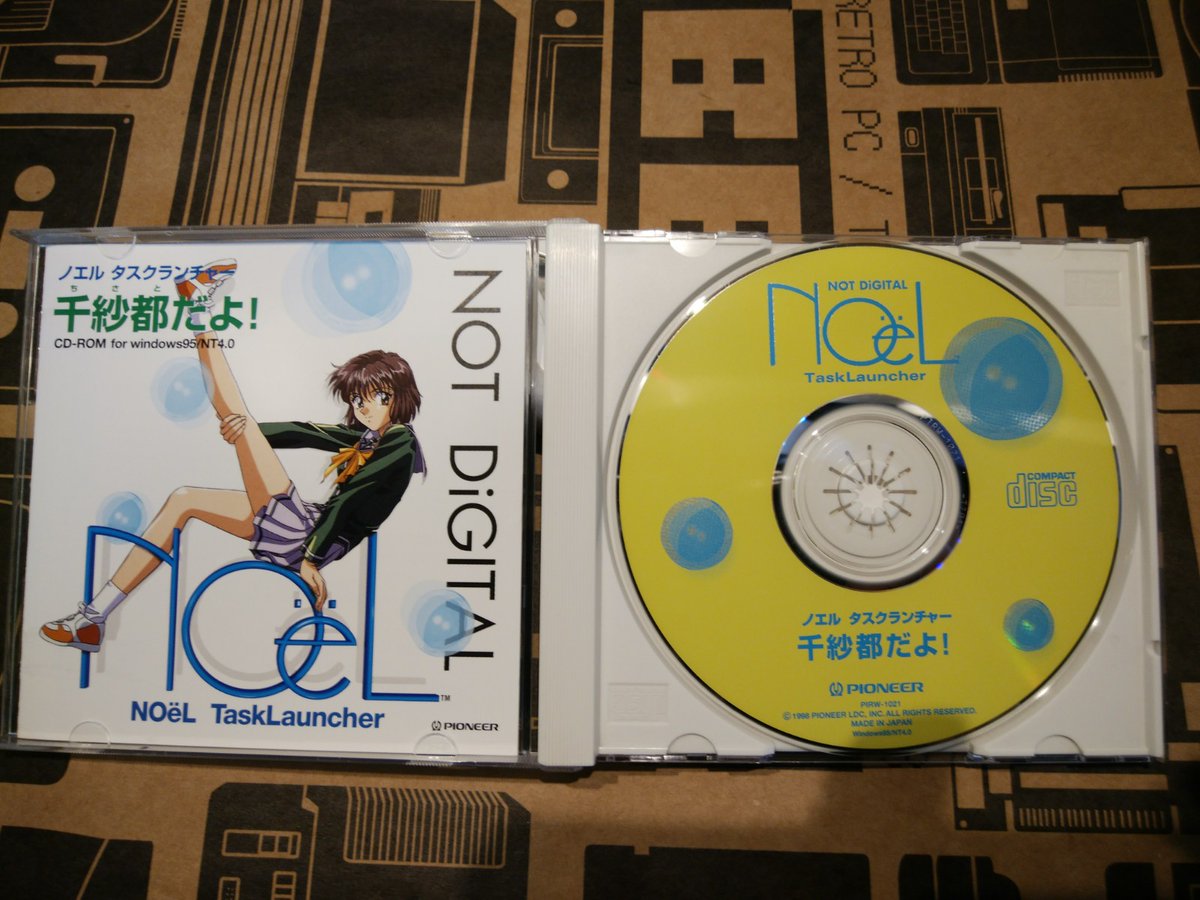 RETRO PC / T
ノエル タスクランチャー
ちさと
千紗都だよ!
CD-ROM for windows95/NT4.0
NOT DiGITAL
NOëL
™
NOëL TaskLauncher
PIONEER
NOT DiGITAL
NOëL
TaskLauncher
COMPACT
disc
ノエル タスクランチャー
千紗都だよ!
PIONEER
PIRW-1021
©1998 PIONEER LDC, INC. ALL RIGHTS RESERVED.
MADE IN JAPAN
Windows95/NT4.0